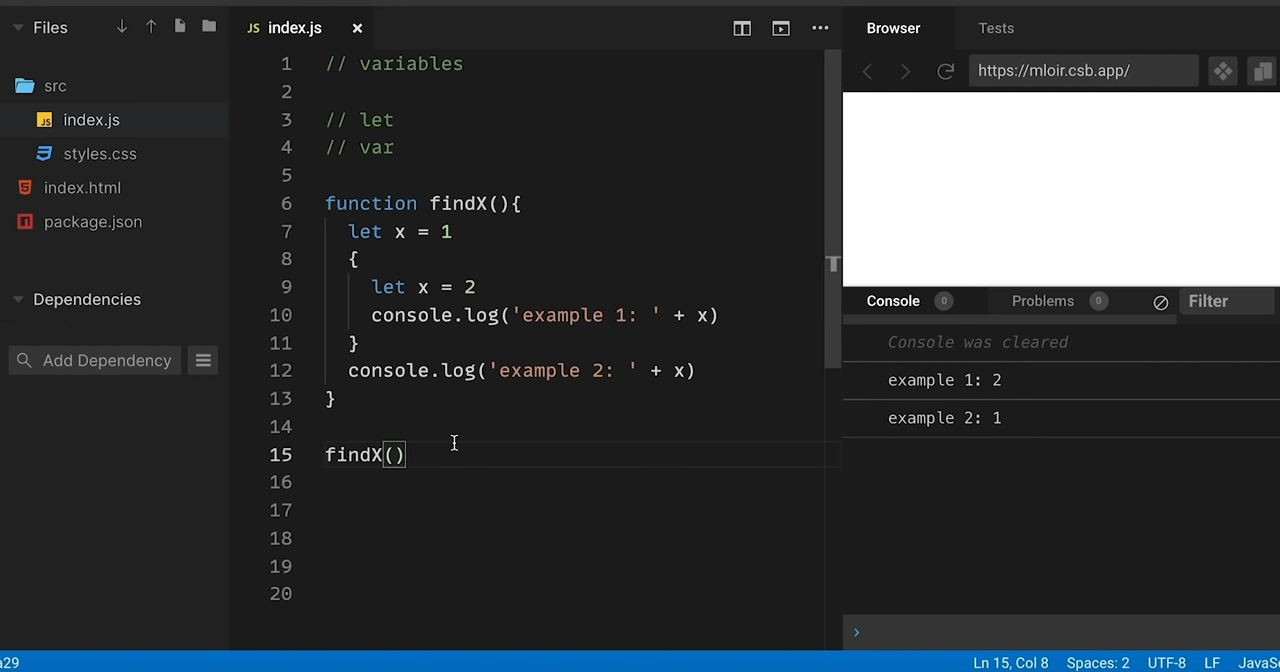 Files
JS index.js
Browser
Tests
https://mloir.csb.app/
src
index.js
styles.css
index.html
package.json
Dependencies
Add Dependency
1 // variables
2
3 // let
4 // var
5
6 function findX(){
7 let x = 1
8 {
9 let x = 2
10 console.log('example 1: ' + x)
11 }
12 console.log('example 2: ' + x)
13 }
14
15 findX()
16
17
18
19
20
Console 0
Problems 0
Filter
Console was cleared
example 1: 2
example 2: 1
a29
Ln 15, Col 8
Spaces: 2
UTF-8
LF
JavaSc